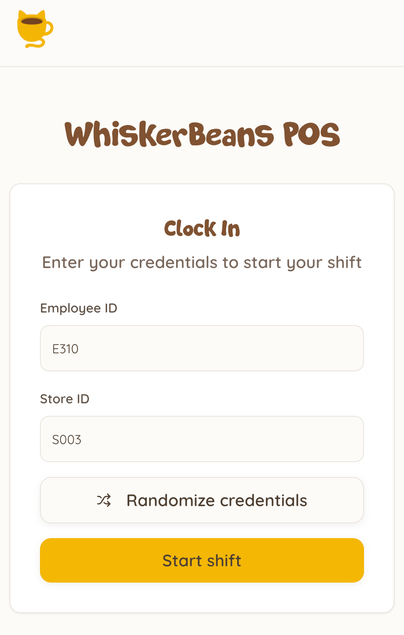 WhiskerBeans POS
Clock In
Enter your credentials to start your shift
Employee ID
E310
Store ID
S003
Randomize credentials
Start shift